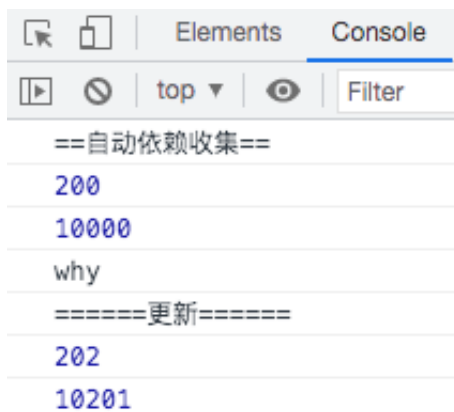 Elements Console
top ▼ Filter
==自动依赖收集==
200
10000
why
======更新======
202
10201